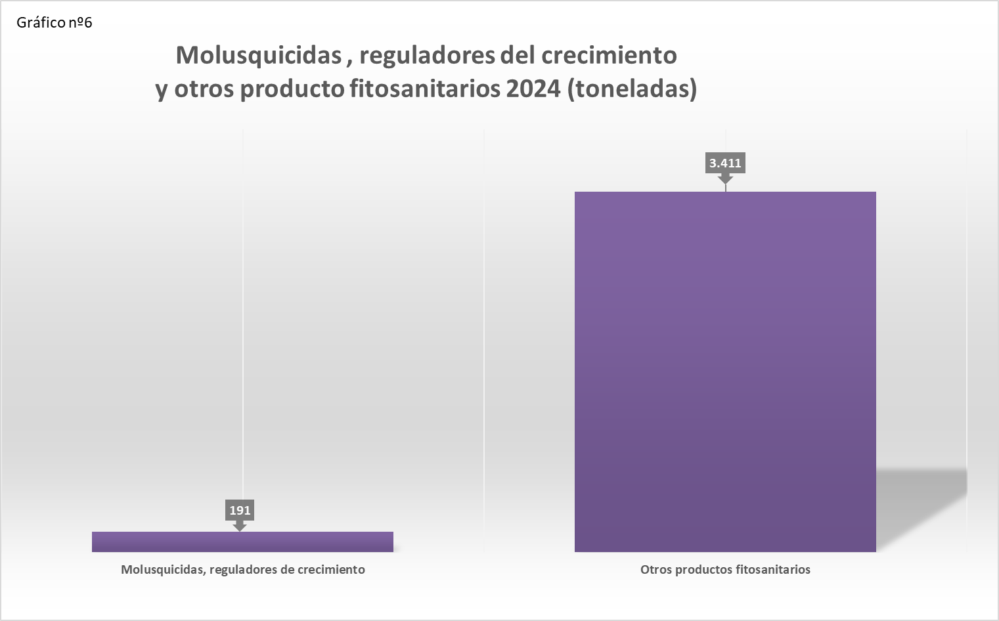 Gráfico nº6
Molusquicidas , reguladores del crecimiento
y otros producto fitosanitarios 2024 (toneladas)
3.411
191
Molusquicidas, reguladores de crecimiento
Otros productos fitosanitarios